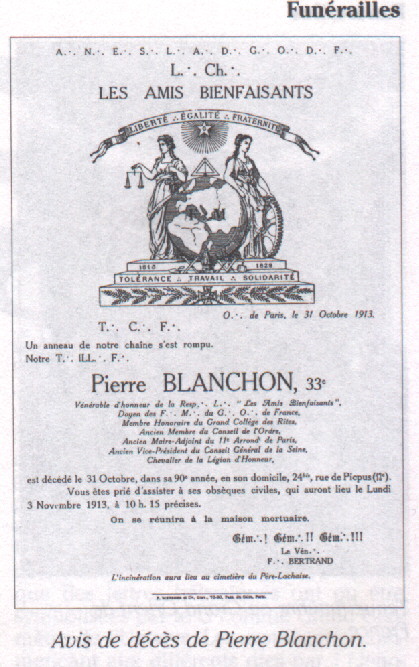 Funérailles
A∴ N∴ E∴ S∴ L∴ A∴ D∴ G∴ O∴ D∴ F∴
L∴ Ch∴
LES AMIS BIENFAISANTS
LIBERTÉ ∴ ÉGALITÉ ∴ FRATERNITÉ
1828
TOLÉRANCE ∴ TRAVAIL ∴ SOLIDARITÉ
O∴ de Paris, le 31 Octobre 1913.
T∴ C∴ F∴
Un anneau de notre chaîne s'est rompu.
Notre T∴ ILL∴ F∴
Pierre BLANCHON, 33e
Vénérable d'honneur de la Resp∴ L∴ "Les Amis Bienfaisants",
Doyen des F∴ M∴ du G∴ O∴ de France,
Membre Honoraire du Grand Collège des Rites,
Ancien Membre du Conseil de l'Ordre,
Ancien Maire-Adjoint du 11e Arrondt de Paris,
Ancien Vice-Président du Conseil Général de la Seine,
Chevalier de la Légion d'Honneur,
est décédé le 31 Octobre, dans sa 90e année, en son domicile, 24bis, rue de Picpus
Vous êtes prié d'assister à ses obsèques civiles, qui auront lieu le Lundi
3 Novembre 1913, à 10 h. 15 précises.
On se réunira à la maison mortuaire.
Gém∴! Gém∴!! Gém∴!!!
Le Vén∴
F∴ BERTRAND
L'incinération aura lieu au cimetière du Père-Lachaise.
Avis de décès de Pierre Blanchon.